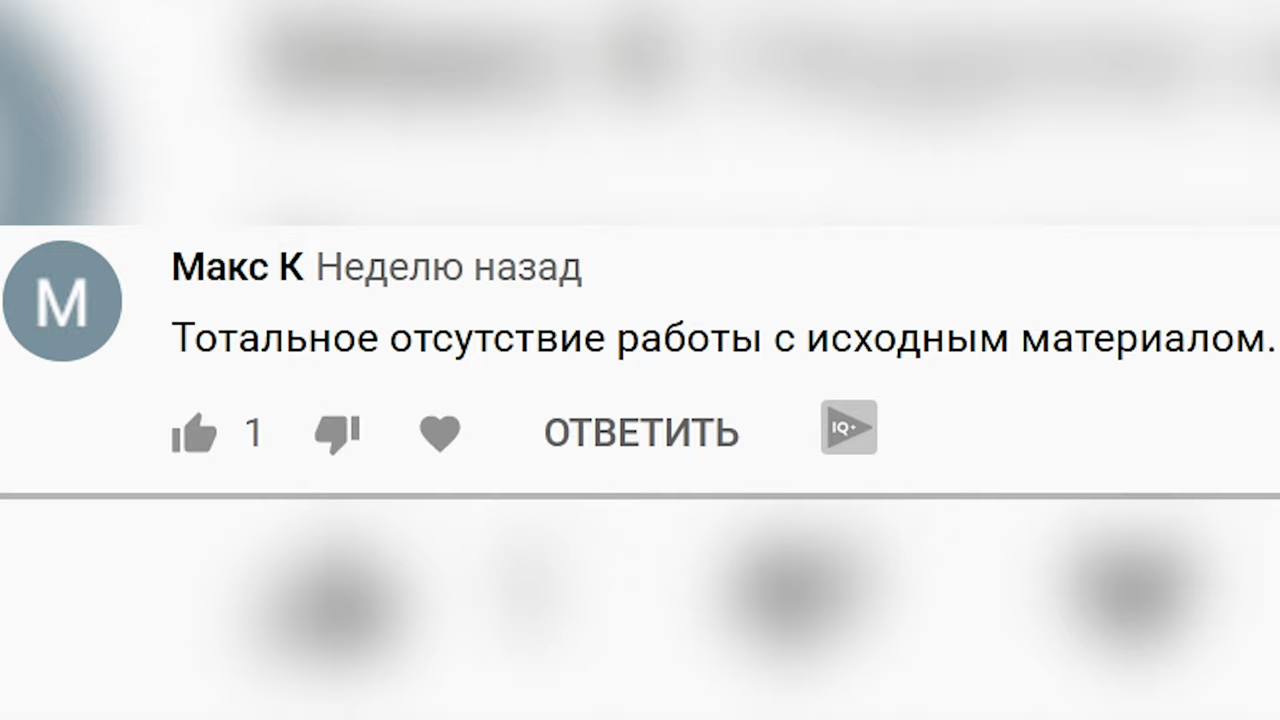 М
Макс К Неделю назад
Тотальное отсутствие работы с исходным материалом.
1 ОТВЕТИТЬ IQ+